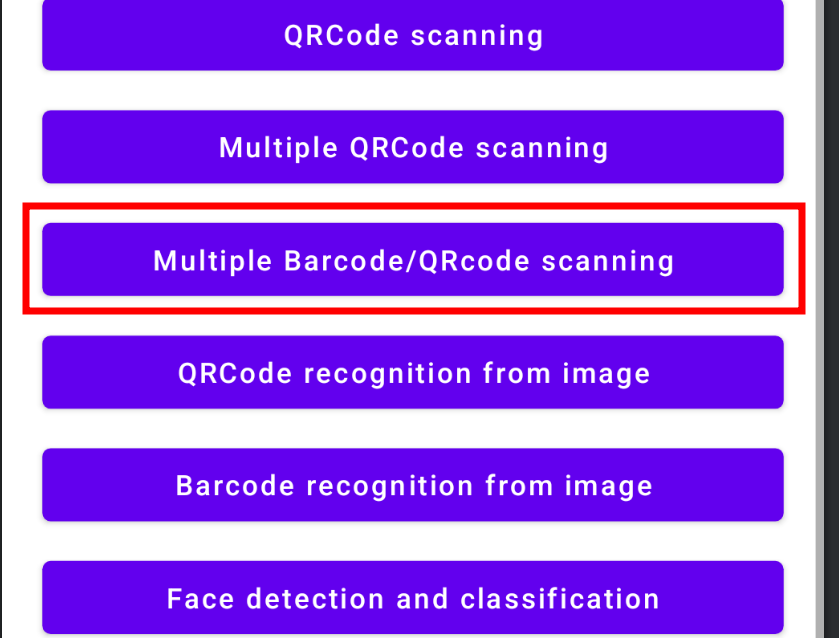 QRCode scanning
Multiple QRCode scanning
Multiple Barcode/QRcode scanning
QRCode recognition from image
Barcode recognition from image
Face detection and classification